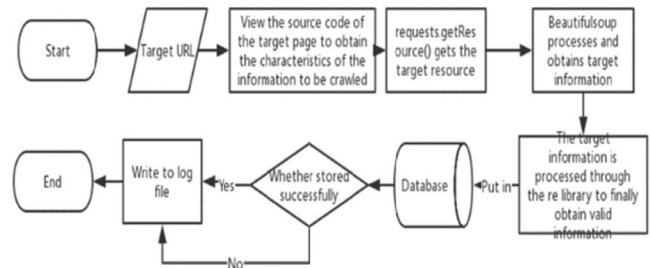 Start
Target URL
View the source code
of the target page to obtain
the characteristics of the
information to be crawled
requests.getRes
ource() gets the
target resource
Beautifulsoup
processes and
obtains target
information
The target
information is
processed through
the re library to finally
obtain valid
information
Put in
Database
Whether stored
successfully
Yes
No
Write to log
file
End